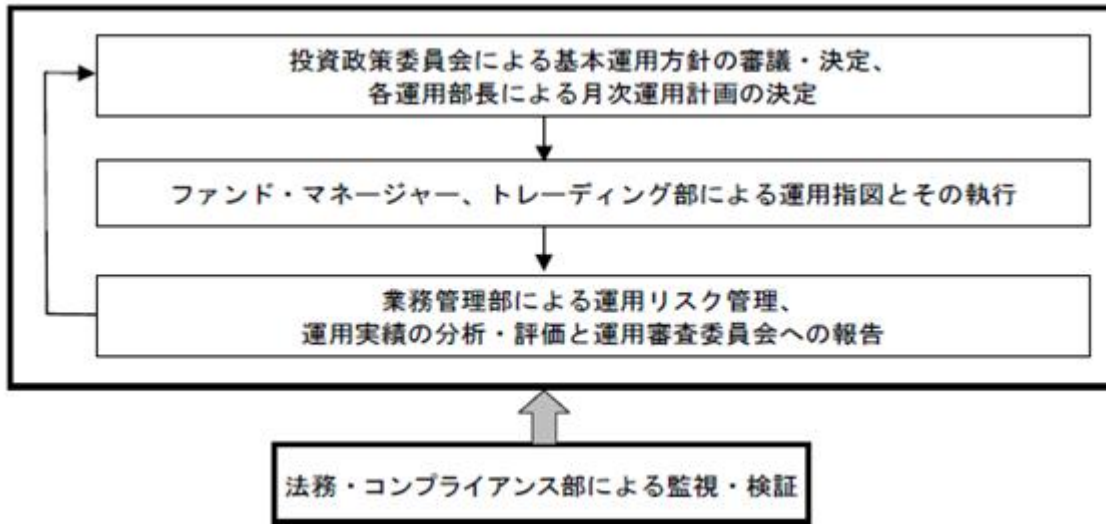 投資政策委員会による基本運用方針の審議・決定、
各運用部長による月次運用計画の決定
ファンド・マネージャー、トレーディング部による運用指図とその執行
業務管理部による運用リスク管理、
運用実績の分析・評価と運用審査委員会への報告
法務・コンプライアンス部による監視・検証